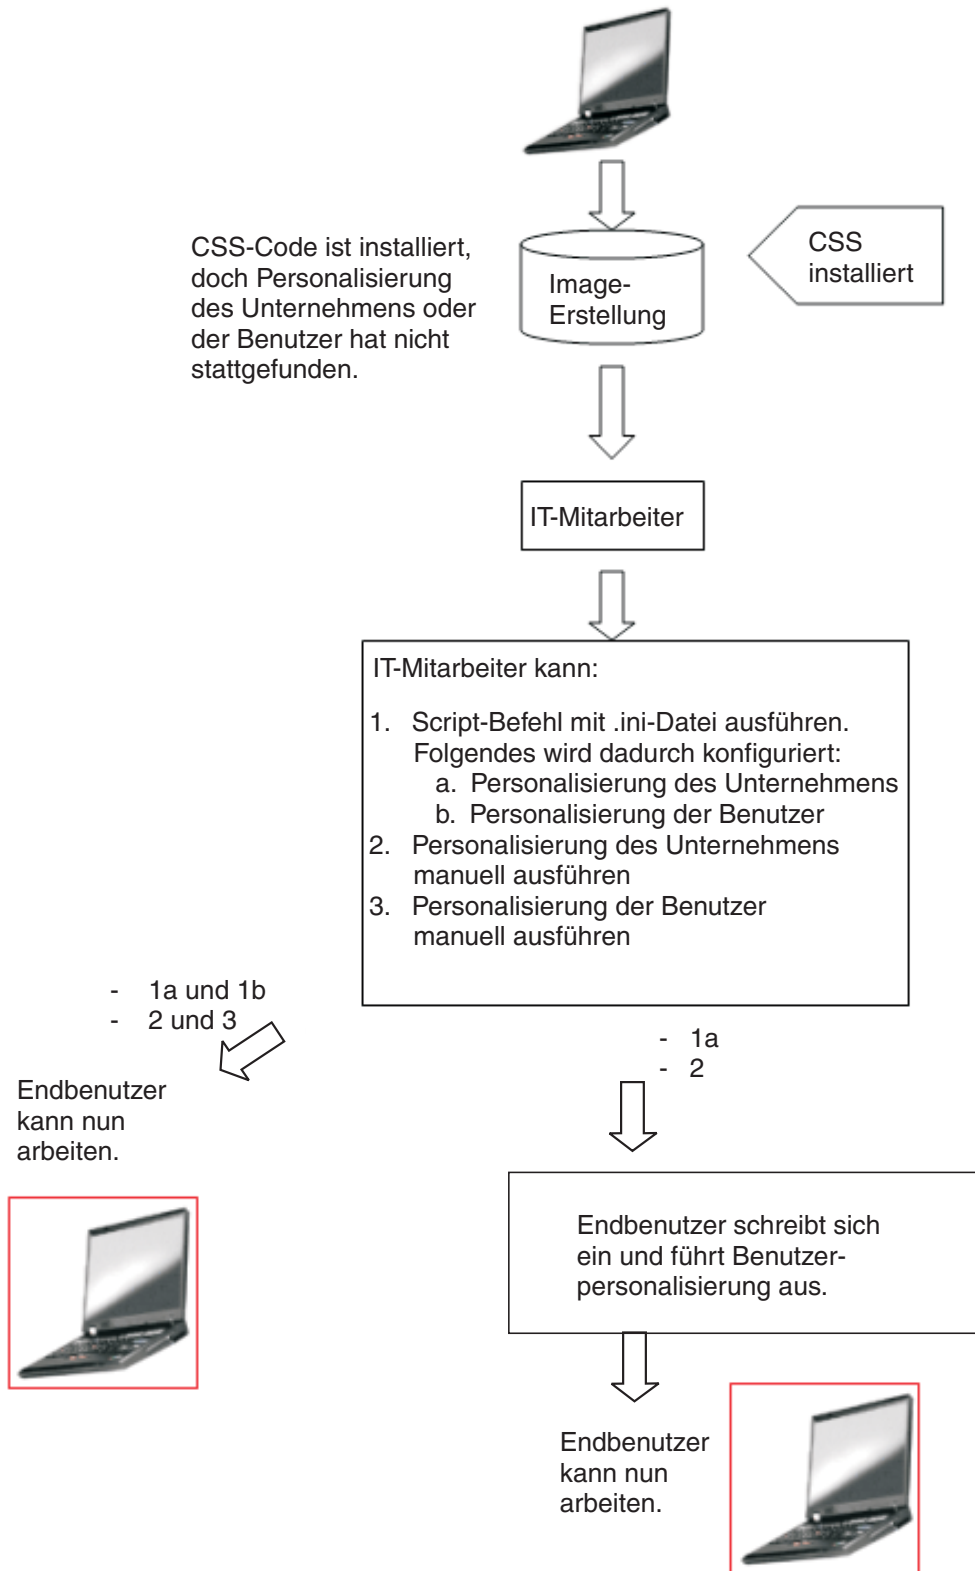 CSS-Code ist installiert,
doch Personalisierung
des Unternehmens oder
der Benutzer hat nicht
stattgefunden.
Image-
Erstellung
CSS
installiert
IT-Mitarbeiter
IT-Mitarbeiter kann:
1. Script-Befehl mit .ini-Datei ausführen.
Folgendes wird dadurch konfiguriert:
a. Personalisierung des Unternehmens
b. Personalisierung der Benutzer
2. Personalisierung des Unternehmens
manuell ausführen
3. Personalisierung der Benutzer
manuell ausführen
- 1a und 1b
- 2 und 3
Endbenutzer
kann nun
arbeiten.
- 1a
- 2
Endbenutzer schreibt sich
ein und führt Benutzer-
personalisierung aus.
Endbenutzer
kann nun
arbeiten.